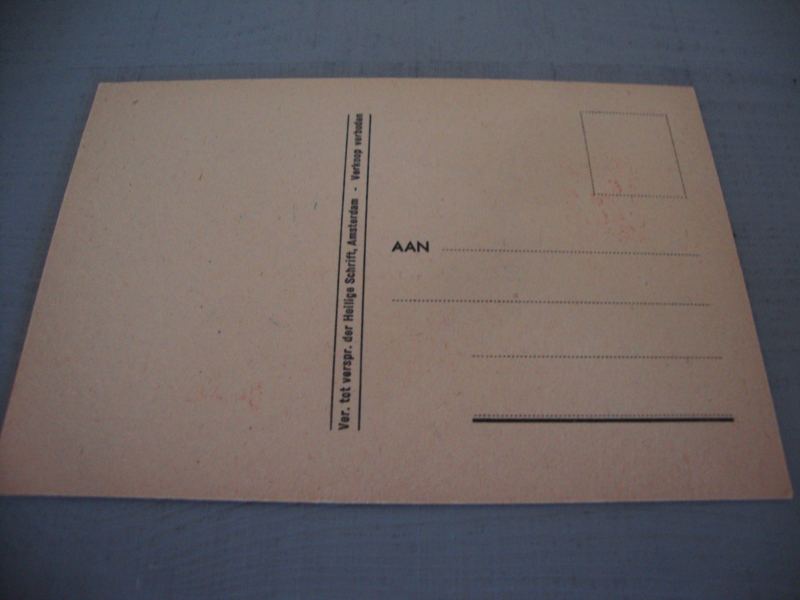 Ver. tot verspr. der Heilige Schrift, Amsterdam - Verkoop verboden
AAN